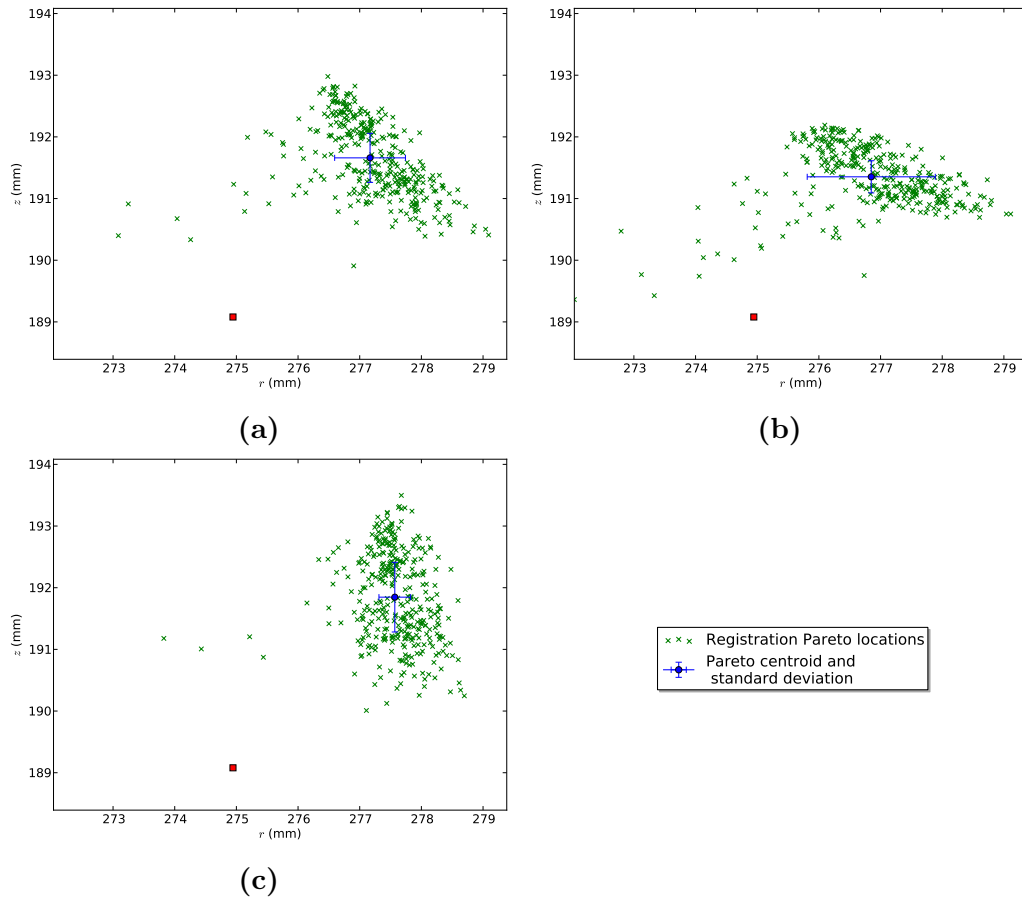 194
193
192
191
190
189
z (mm)
273 274 275 276 277 278 279
r (mm)
(a)
194
193
192
191
190
189
z (mm)
273 274 275 276 277 278 279
r (mm)
(b)
194
193
192
191
190
189
z (mm)
273 274 275 276 277 278 279
r (mm)
(c)
Registration Pareto locations
Pareto centroid and
standard deviation